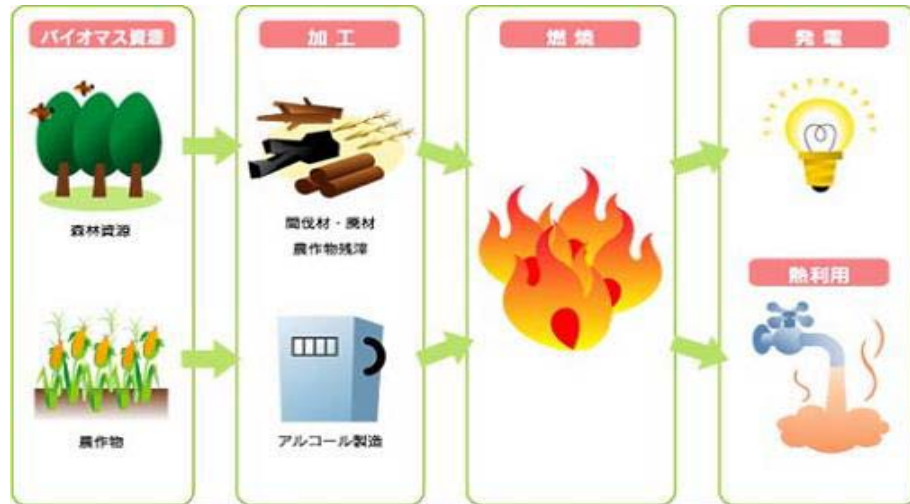 バイオマス資源
加工
燃焼
発電
森林資源
間伐材・廃材
農作物残滓
熱利用
農作物
アルコール製造